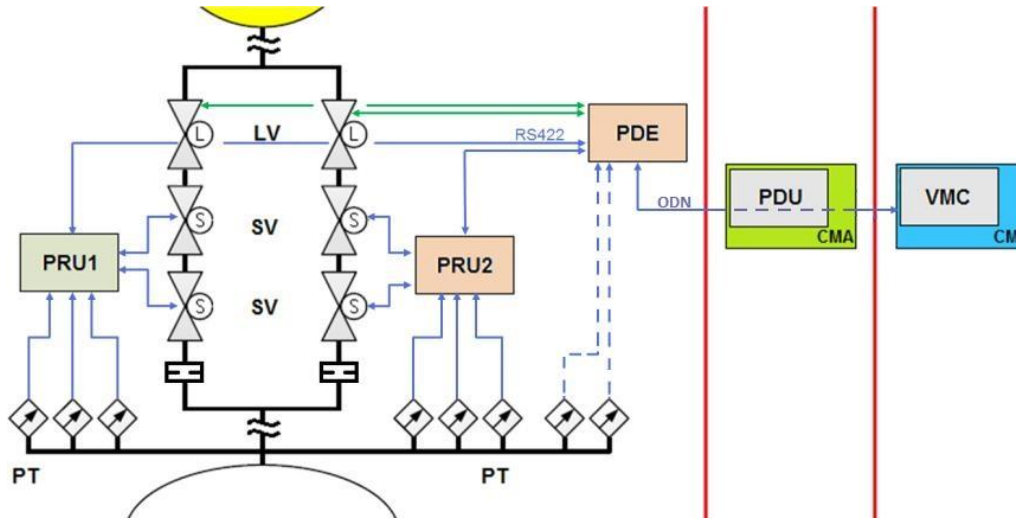 L
LV
L
RS422
PDE
S
SV
S
ODN
PDU
VMC
CMA
CM
PRU1
PRU2
S
SV
S
PT
PT